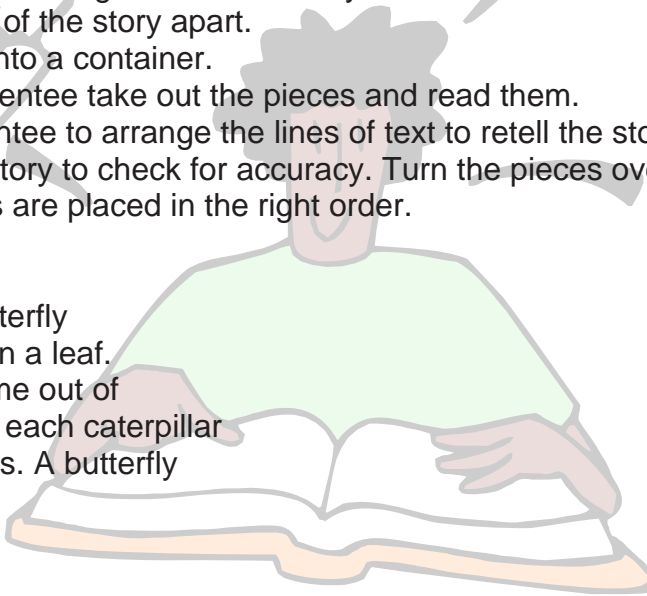 of the story apart.
nto a container.
entee take out the pieces and read them.
ntee to arrange the lines of text to retell the sto
tory to check for accuracy. Turn the pieces ov
s are placed in the right order.
terfly
n a leaf.
me out of
each caterpillar
s. A butterfly